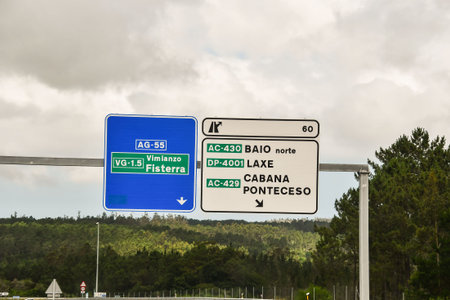 AG-55
VG-1.5 Vimianzo
Fisterra
60
AC-430 BAIO norte
DP-4001 LAXE
AC-429 CABANA
PONTECESO